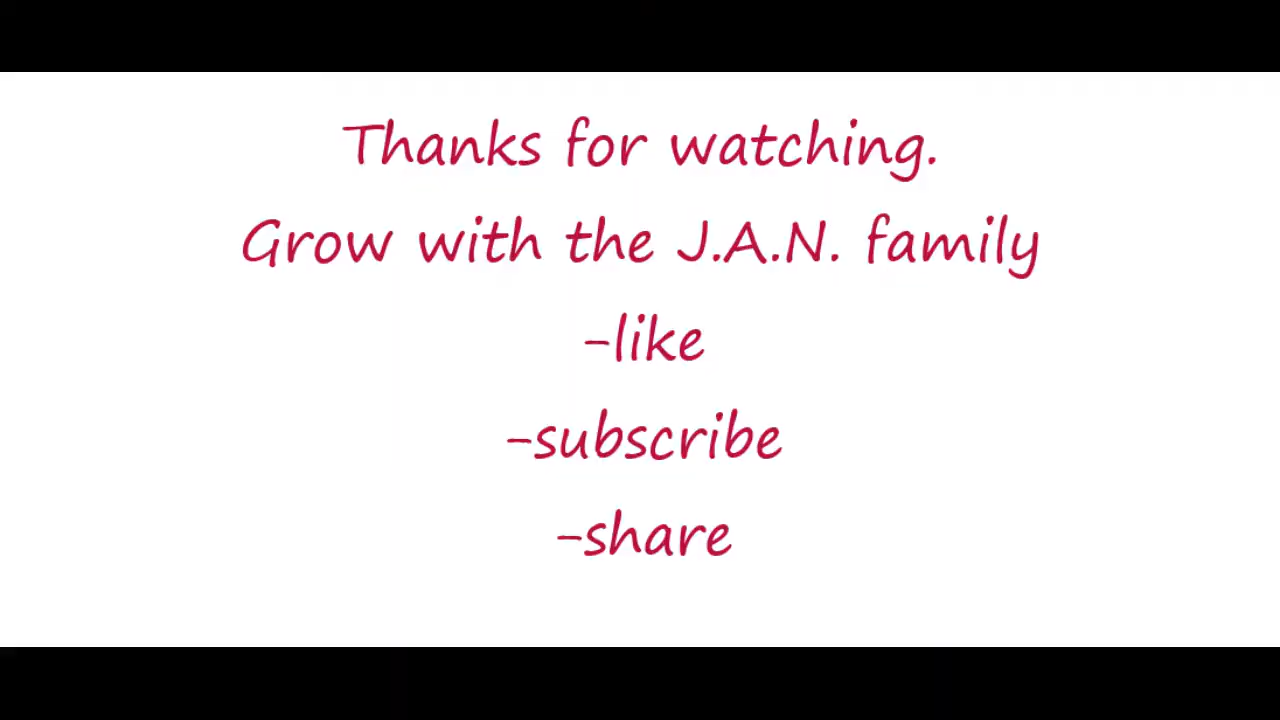 Thanks for watching.
Grow with the J.A.N. family
-like
-subscribe
-share